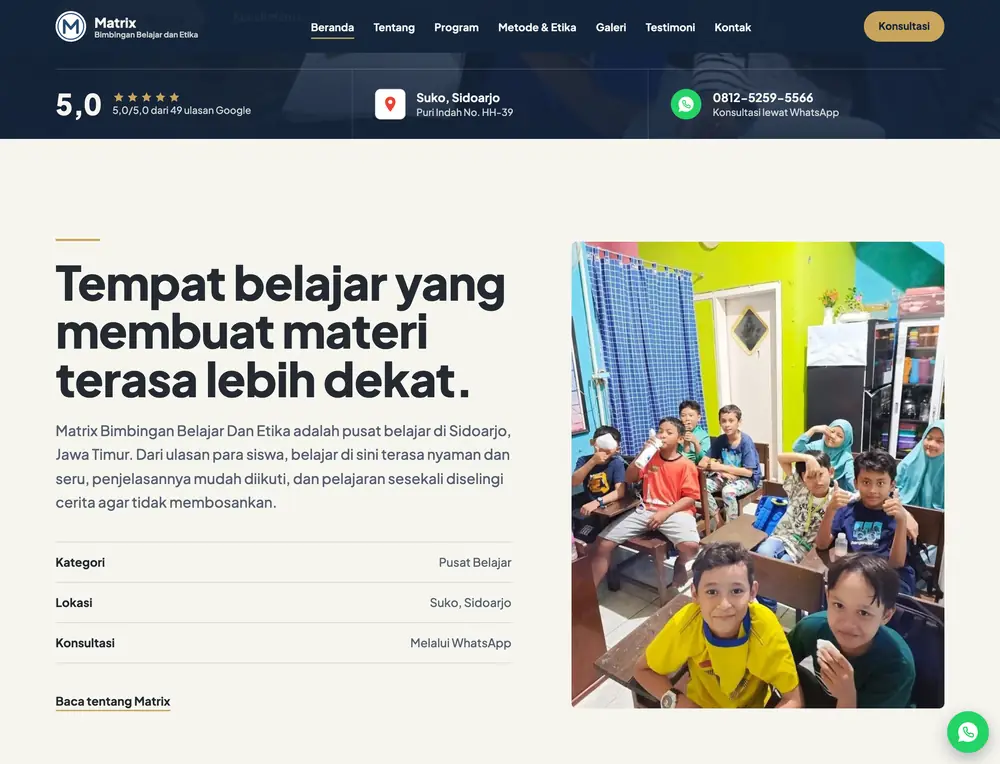 Matrix
Bimbingan Belajar dan Etika
Beranda
Tentang
Program
Metode & Etika
Galeri
Testimoni
Kontak
Konsultasi
5,0
5,0/5,0 dari 49 ulasan Google
Suko, Sidoarjo
Puri Indah No. HH-39
0812-5259-5566
Konsultasi lewat WhatsApp
Tempat belajar yang
membuat materi
terasa lebih dekat.
Matrix Bimbingan Belajar Dan Etika adalah pusat belajar di Sidoarjo,
Jawa Timur. Dari ulasan para siswa, belajar di sini terasa nyaman dan
seru, penjelasannya mudah diikuti, dan pelajaran sesekali diselingi
cerita agar tidak membosankan.
Kategori
Pusat Belajar
Lokasi
Suko, Sidoarjo
Konsultasi
Melalui WhatsApp
Baca tentang Matrix